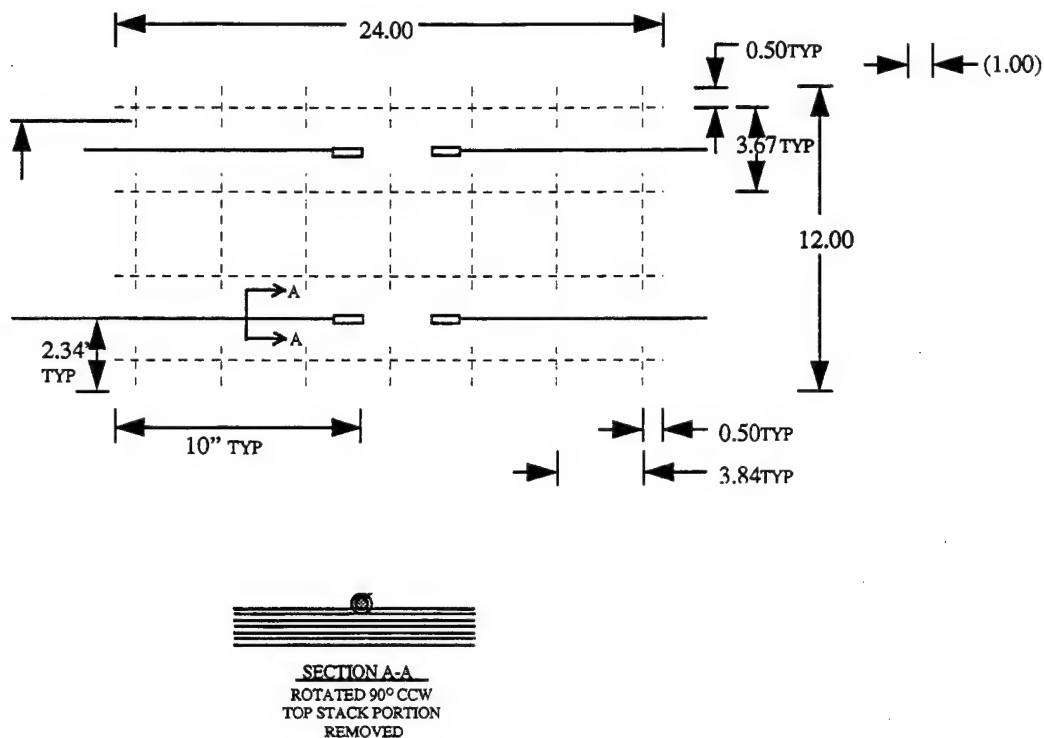 24.00
0.50TYP
(1.00)
3.67TYP
12.00
A
A
2.34"
TYP
10" TYP
0.50TYP
3.84TYP
SECTION A-A
ROTATED 90° CCW
TOP STACK PORTION
REMOVED